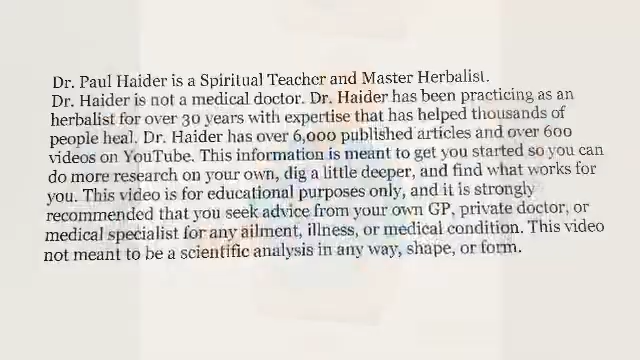 Dr. Paul Haider is a Spiritual Teacher and Master Herbalist.
Dr. Haider is not a medical doctor. Dr. Haider has been practicing as an
herbalist for over 30 years with expertise that has helped thousands of
people heal. Dr. Haider has over 6,000 published articles and over 600
videos on YouTube. This information is meant to get you started so you can
do more research on your own, dig a little deeper, and find what works for
you. This video is for educational purposes only, and it is strongly
recommended that you seek advice from your own GP, private doctor, or
medical specialist for any ailment, illness, or medical condition. This video
not meant to be a scientific analysis in any way, shape, or form.